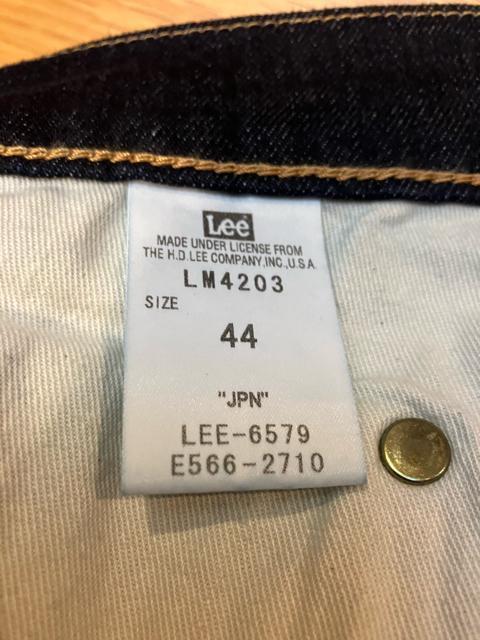 Lee
MADE UNDER LICENSE FROM
THE H.D.LEE COMPANY,INC.,U.S.A.
LM4203
SIZE
44
"JPN"
LEE-6579
E566-2710